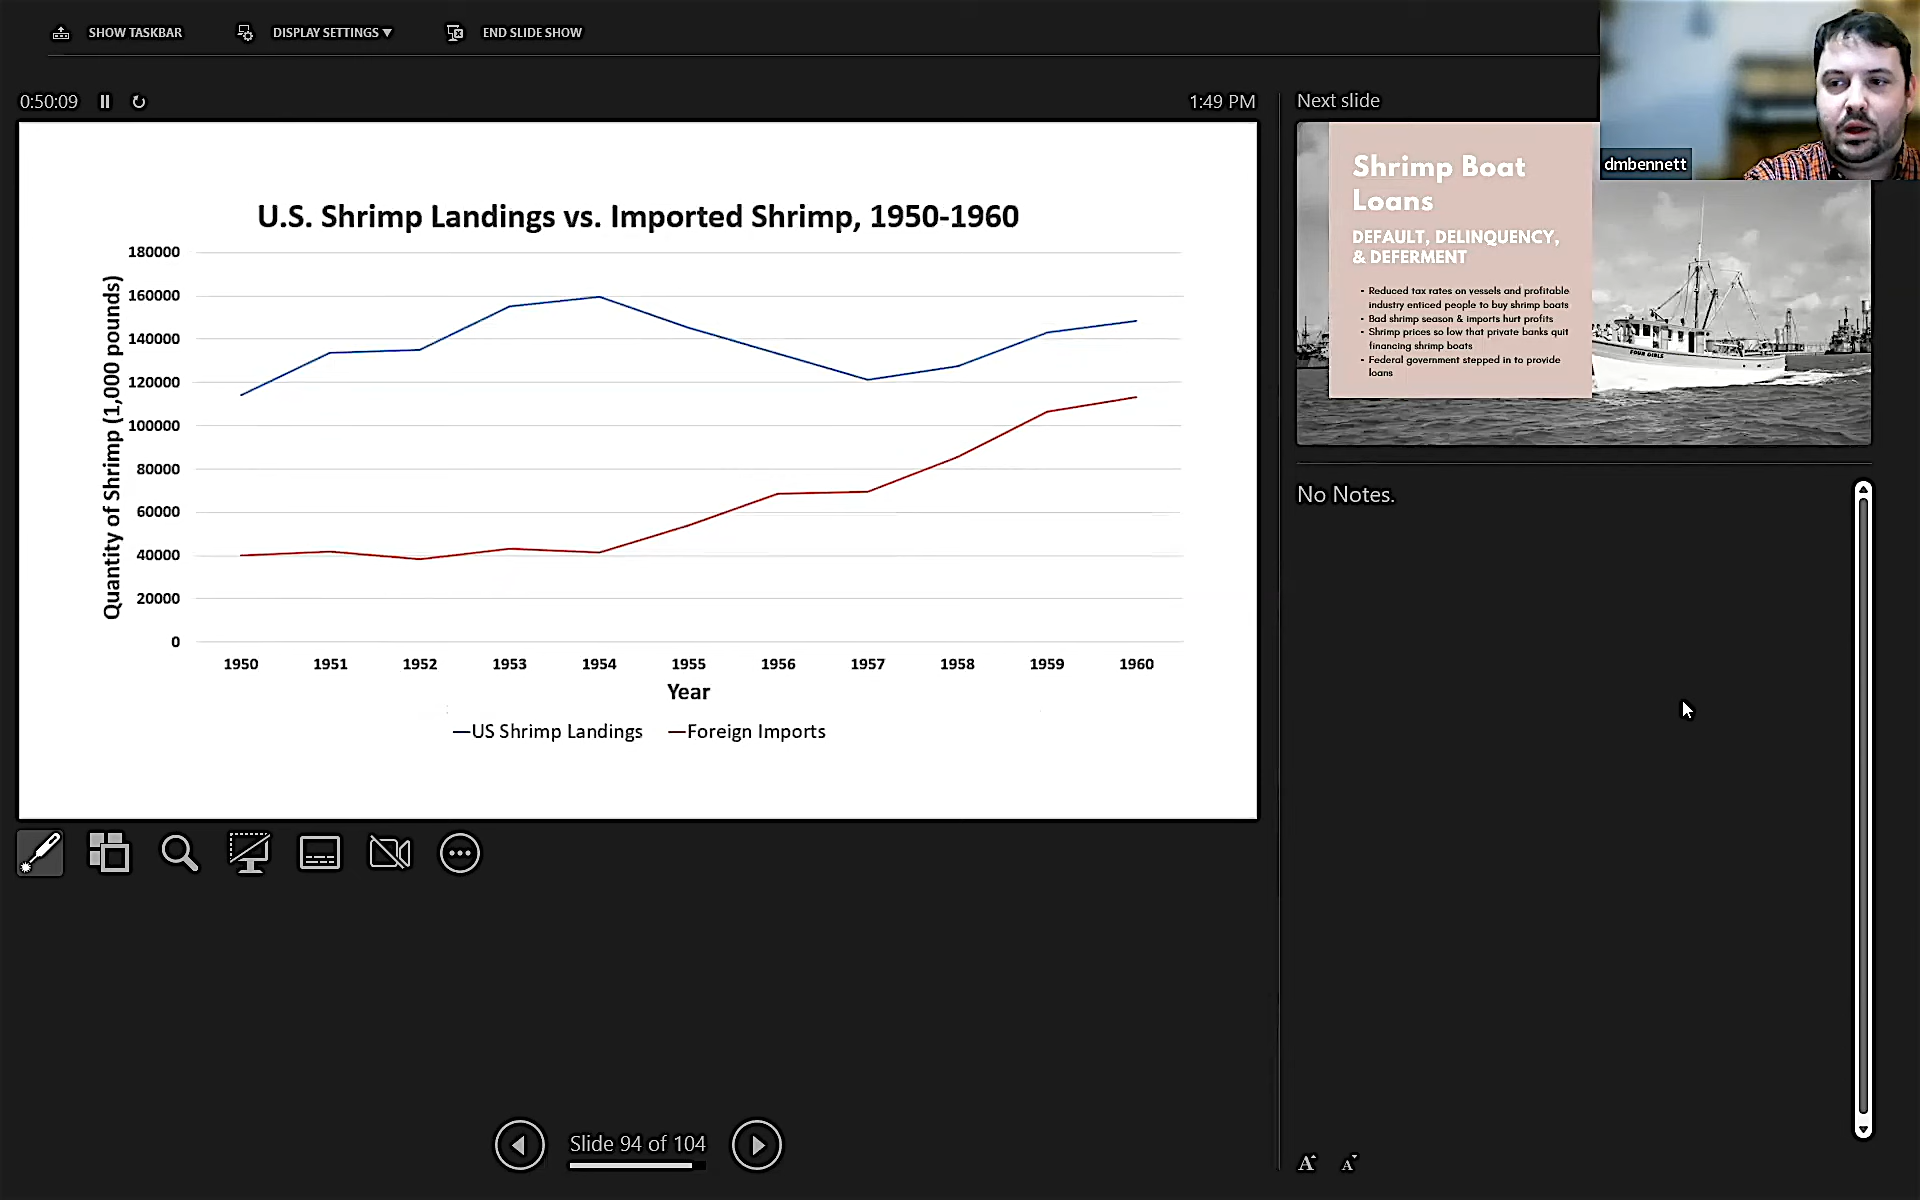 SHOW TASKBAR
DISPLAY SETTINGS ▼
END SLIDE SHOW
0:50:09
1:49 PM
Next slide
dmbennett
U.S. Shrimp Landings vs. Imported Shrimp, 1950-1960
Quantity of Shrimp (1,000 pounds)
180000
160000
140000
120000
100000
80000
60000
40000
20000
0
1950 1951 1952 1953 1954 1955 1956 1957 1958 1959 1960
Year
US Shrimp Landings Foreign Imports
Shrimp Boat
Loans
DEFAULT, DELINQUENCY,
& DEFERMENT
- Reduced tax rates on vessels and profitable
industry enticed people to buy shrimp boats
- Bad shrimp season & imports hurt profits
- Shrimp prices so low that private banks quit
financing shrimp boats
- Federal government stepped in to provide
loans
FOUR GIRLS
No Notes.
Slide 94 of 104
A A